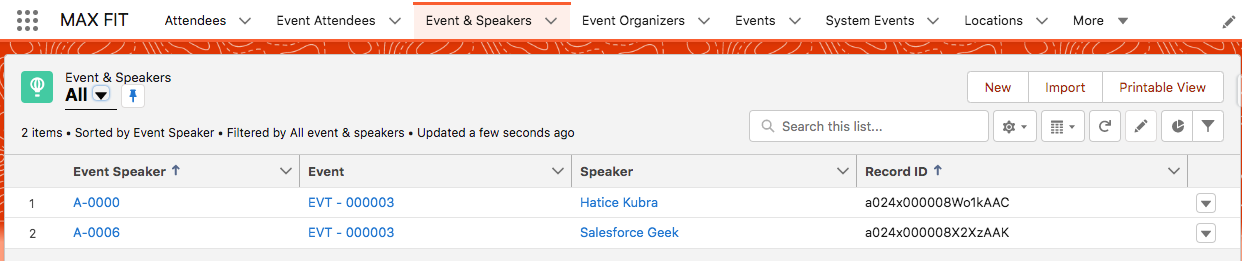 MAX FIT Attendees Event Attendees Event & Speakers Event Organizers Events System Events Locations More
Event & Speakers
All
New Import Printable View
2 items • Sorted by Event Speaker • Filtered by All event & speakers • Updated a few seconds ago
Search this list...
Event Speaker Event Speaker Record ID
1 A-0000 EVT - 000003 Hatice Kubra a024x000008Wo1kAAC
2 A-0006 EVT - 000003 Salesforce Geek a024x000008X2XzAAK